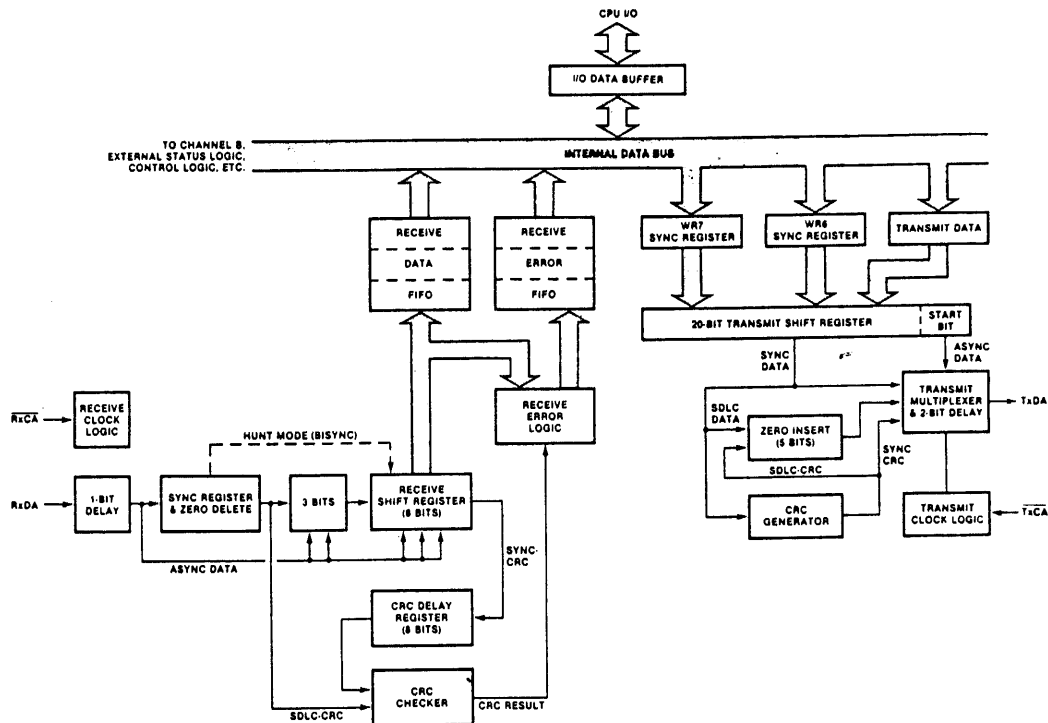 CPU I/O
I/O DATA BUFFER
TO CHANNEL B,
EXTERNAL STATUS LOGIC,
CONTROL LOGIC, ETC.
INTERNAL DATA BUS
RECEIVE
DATA
FIFO
RECEIVE
ERROR
FIFO
WR7
SYNC REGISTER
WR6
SYNC REGISTER
TRANSMIT DATA
20-BIT TRANSMIT SHIFT REGISTER
START
BIT
SYNC
DATA
ASYNC
DATA
RxCA
RECEIVE
CLOCK
LOGIC
RECEIVE
ERROR
LOGIC
TRANSMIT
MULTIPLEXER
& 2-BIT DELAY
TxDA
SDLC
DATA
ZERO INSERT
(5 BITS)
SDLC-CRC
SYNC
CRC
HUNT MODE (BISYNC)
RxDA
1-BIT
DELAY
SYNC REGISTER
& ZERO DELETE
3 BITS
RECEIVE
SHIFT REGISTER
(8 BITS)
CRC
GENERATOR
TRANSMIT
CLOCK LOGIC
TxCA
ASYNC DATA
SYNC-
CRC
CRC DELAY
REGISTER
(8 BITS)
CRC
CHECKER
SDLC-CRC
CRC RESULT